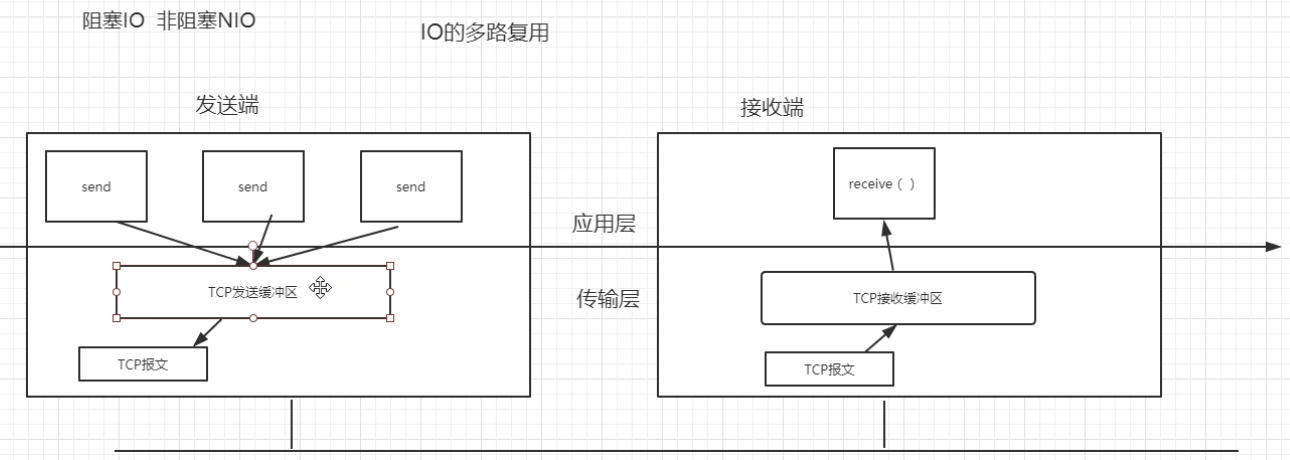 阻塞IO 非阻塞NIO
IO的多路复用
发送端
接收端
send
send
send
receive（ ）
应用层
传输层
TCP发送缓冲区
TCP接收缓冲区
TCP报文
TCP报文